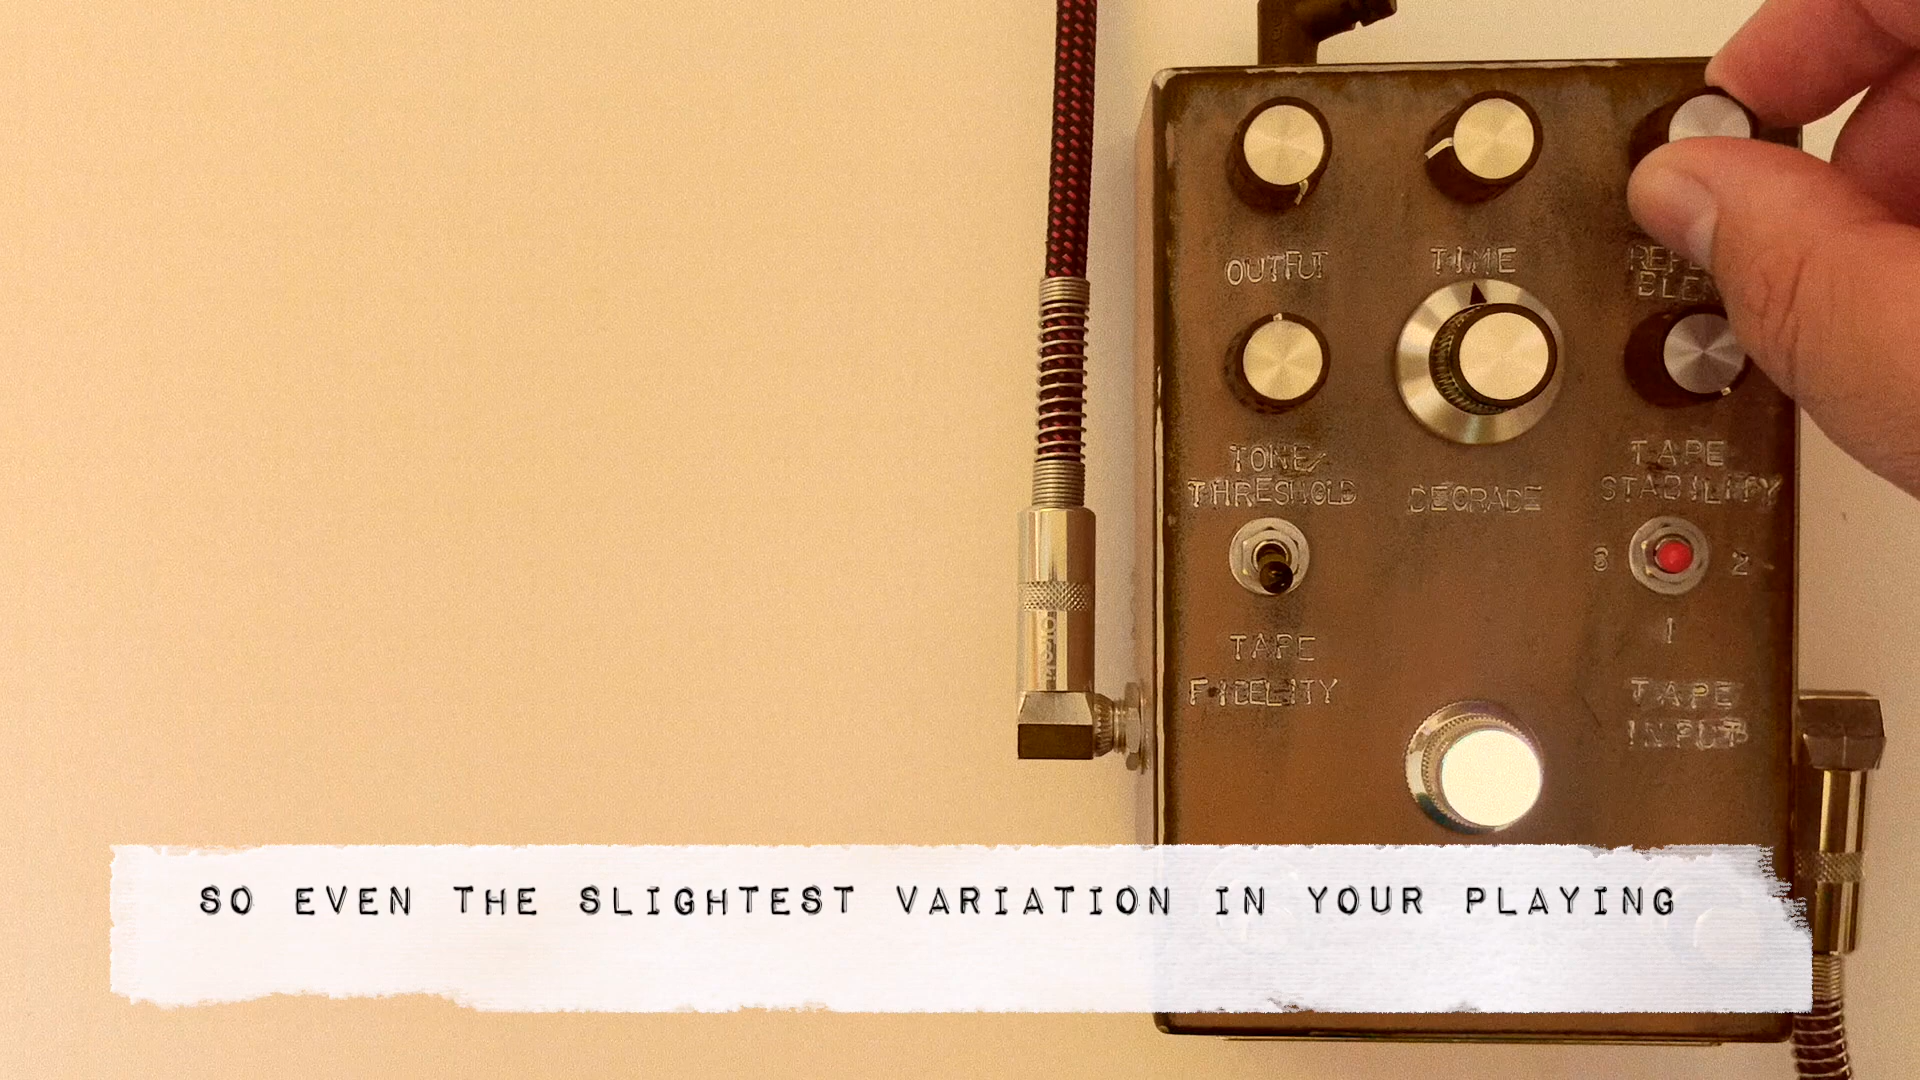 OUTPUT
TIME
BLEN
TONE/
THRESHOLD
DEGRADE
TAPE
STABILITY
3
2
1
TAPE
FIDELITY
TAPE
INPUT
SO EVEN THE SLIGHTEST VARIATION IN YOUR PLAYING